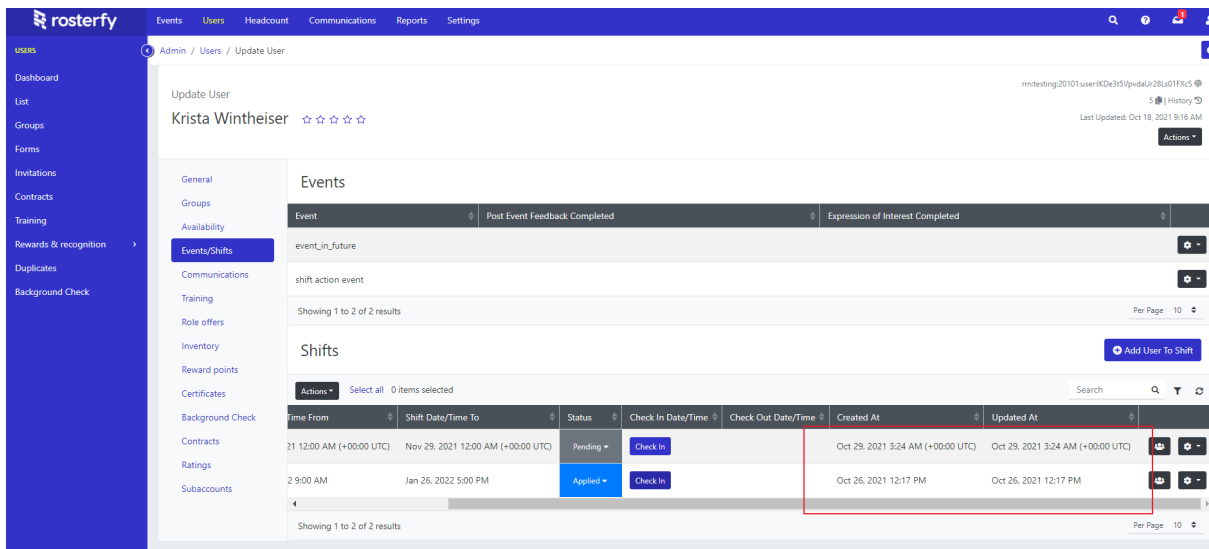 rosterfy Events Users Headcount Communications Reports Settings
USERS
Dashboard
List
Groups
Forms
Invitations
Contracts
Training
Rewards & recognition
Duplicates
Background Check
Admin / Users / Update User
Update User
Krista Wintheiser
5 | History
Last Updated: Oct 18, 2021 9:16 AM
Actions
General
Groups
Availability
Events/Shifts
Communications
Training
Role offers
Inventory
Reward points
Certificates
Background Check
Contracts
Ratings
Subaccounts
Events
Event Post Event Feedback Completed Expression of Interest Completed
event_in_future
shift action event
Showing 1 to 2 of 2 results Per Page 10
Shifts Add User To Shift
Actions Select all 0 items selected Search
Time From Shift Date/Time To Status Check In Date/Time Check Out Date/Time Created At Updated At
21 12:00 AM (+00:00 UTC) Nov 29, 2021 12:00 AM (+00:00 UTC) Pending Check In Oct 29, 2021 3:24 AM (+00:00 UTC) Oct 29, 2021 3:24 AM (+00:00 UTC)
2 9:00 AM Jan 26, 2022 5:00 PM Applied Check In Oct 26, 2021 12:17 PM Oct 26, 2021 12:17 PM
Showing 1 to 2 of 2 results Per Page 10